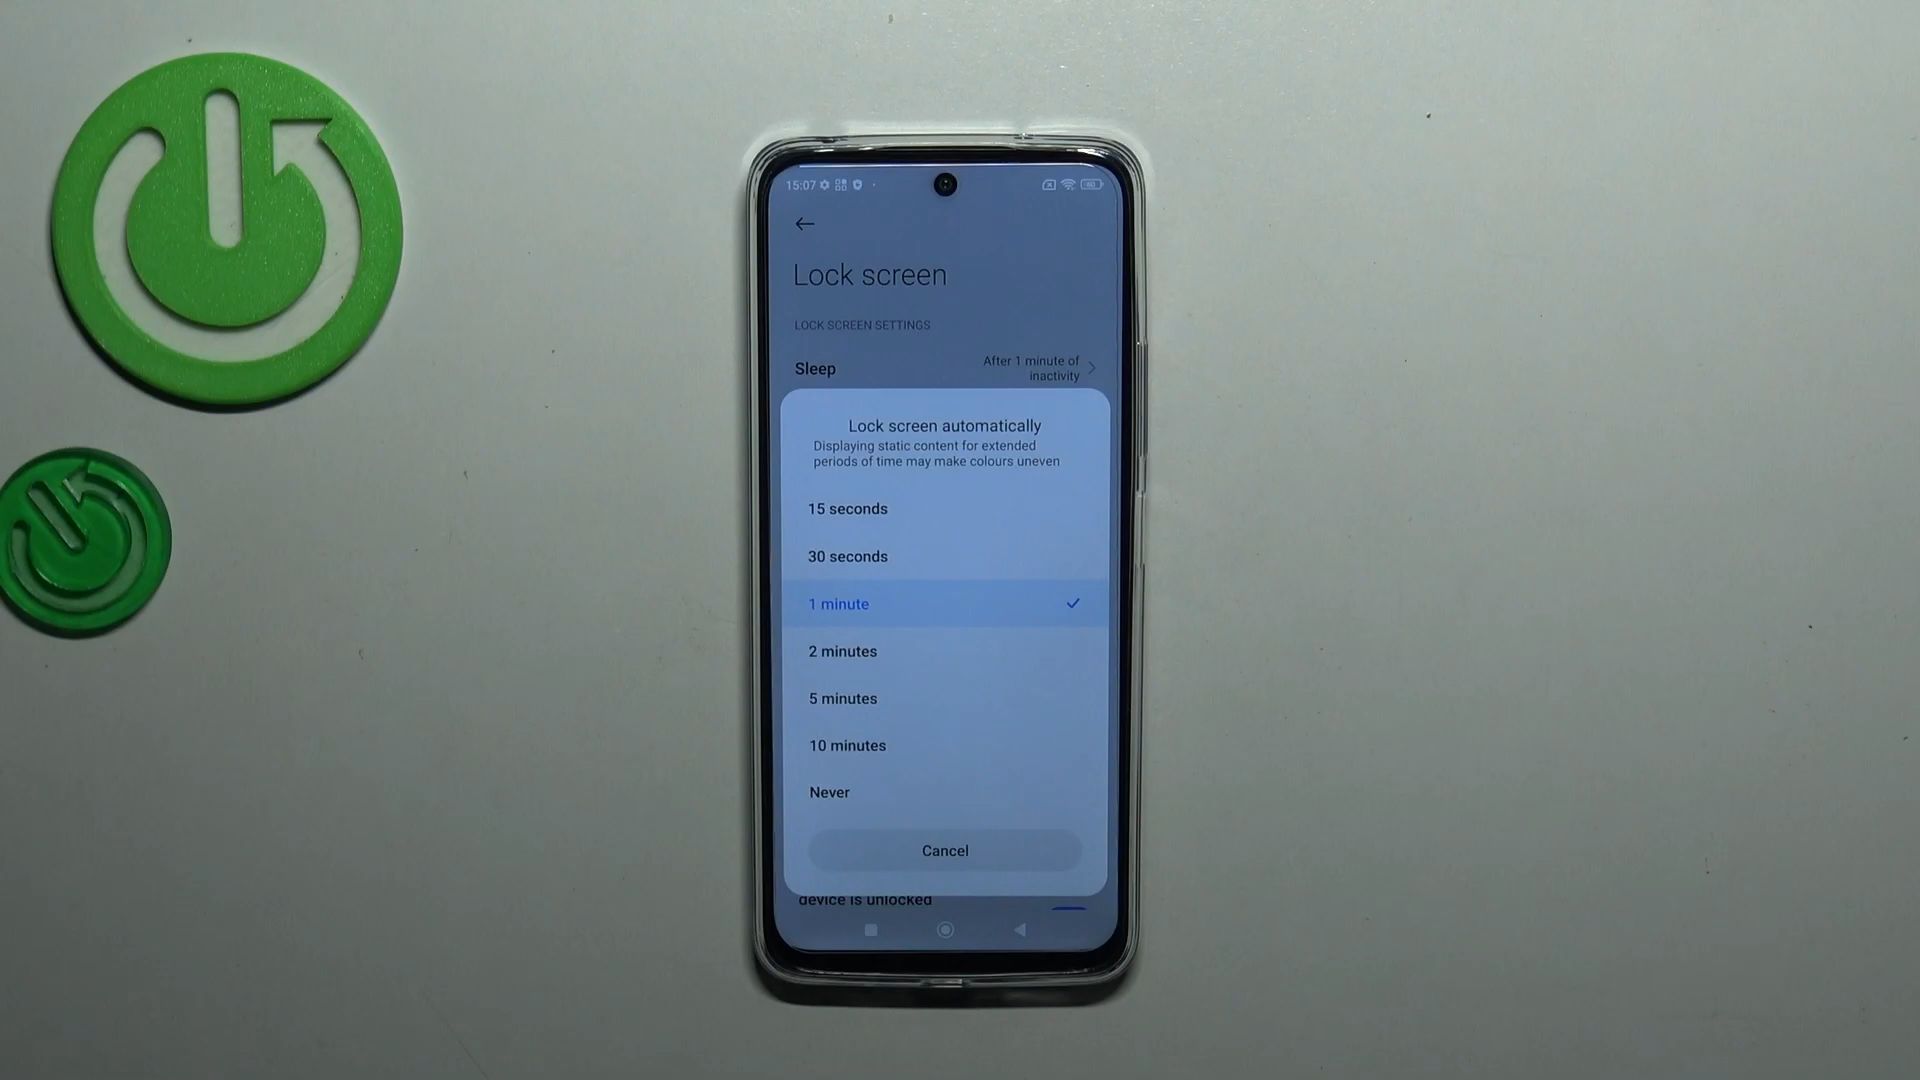 15:07
Lock screen
LOCK SCREEN SETTINGS
Sleep
After 1 minute of
inactivity
Lock screen automatically
Displaying static content for extended
periods of time may make colours uneven
15 seconds
30 seconds
1 minute
2 minutes
5 minutes
10 minutes
Never
Cancel
device is unlocked